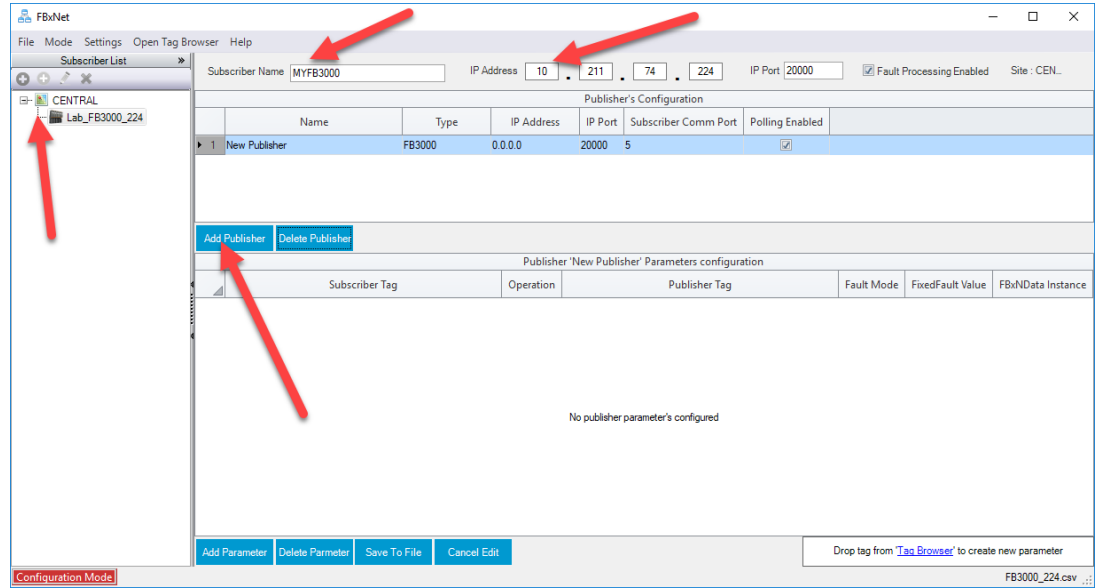 FBxNet
File Mode Settings Open Tag Browser Help
Subscriber List »
Subscriber Name MYFB3000 IP Address 10 . 211 . 74 . 224 IP Port 20000 Fault Processing Enabled Site : CEN...
CENTRAL
Lab_FB3000_224
Publisher's Configuration
Name Type IP Address IP Port Subscriber Comm Port Polling Enabled
1 New Publisher FB3000 0.0.0.0 20000 5
Add Publisher Delete Publisher
Publisher 'New Publisher' Parameters configuration
Subscriber Tag Operation Publisher Tag Fault Mode FixedFault Value FBxNData Instance
No publisher parameter's configured
Add Parameter Delete Parmeter Save To File Cancel Edit Drop tag from 'Tag Browser' to create new parameter
Configuration Mode FB3000_224.csv